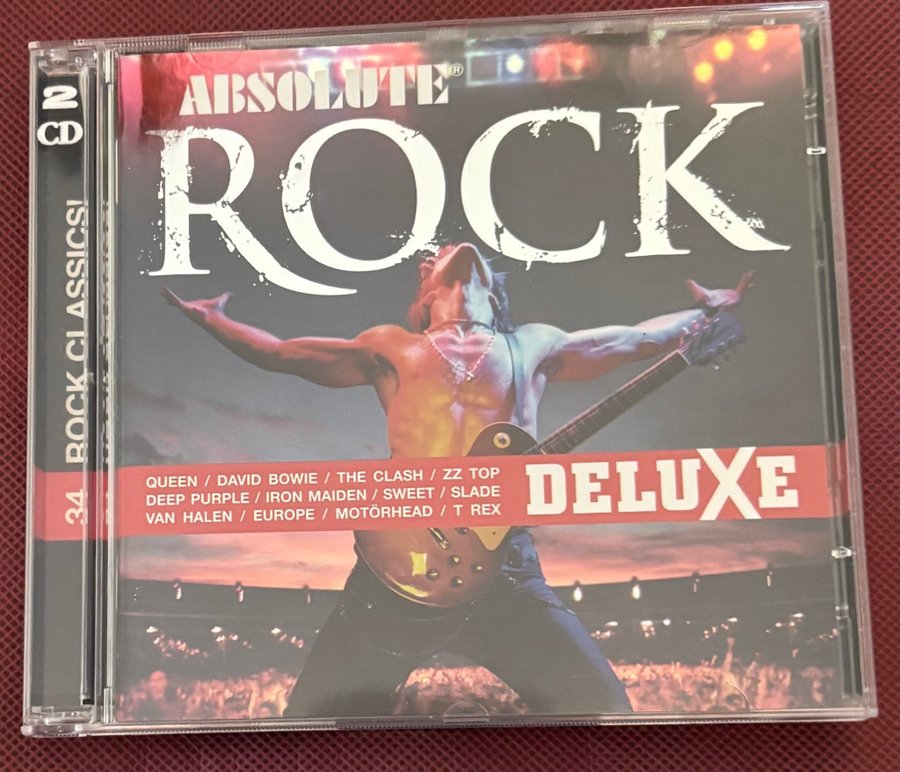 2
CD
34 ROCK CLASSICS!
ABSOLUTE®
ROCK
QUEEN / DAVID BOWIE / THE CLASH / ZZ TOP
DEEP PURPLE / IRON MAIDEN / SWEET / SLADE
VAN HALEN / EUROPE / MOTÖRHEAD / T REX
DELUXE